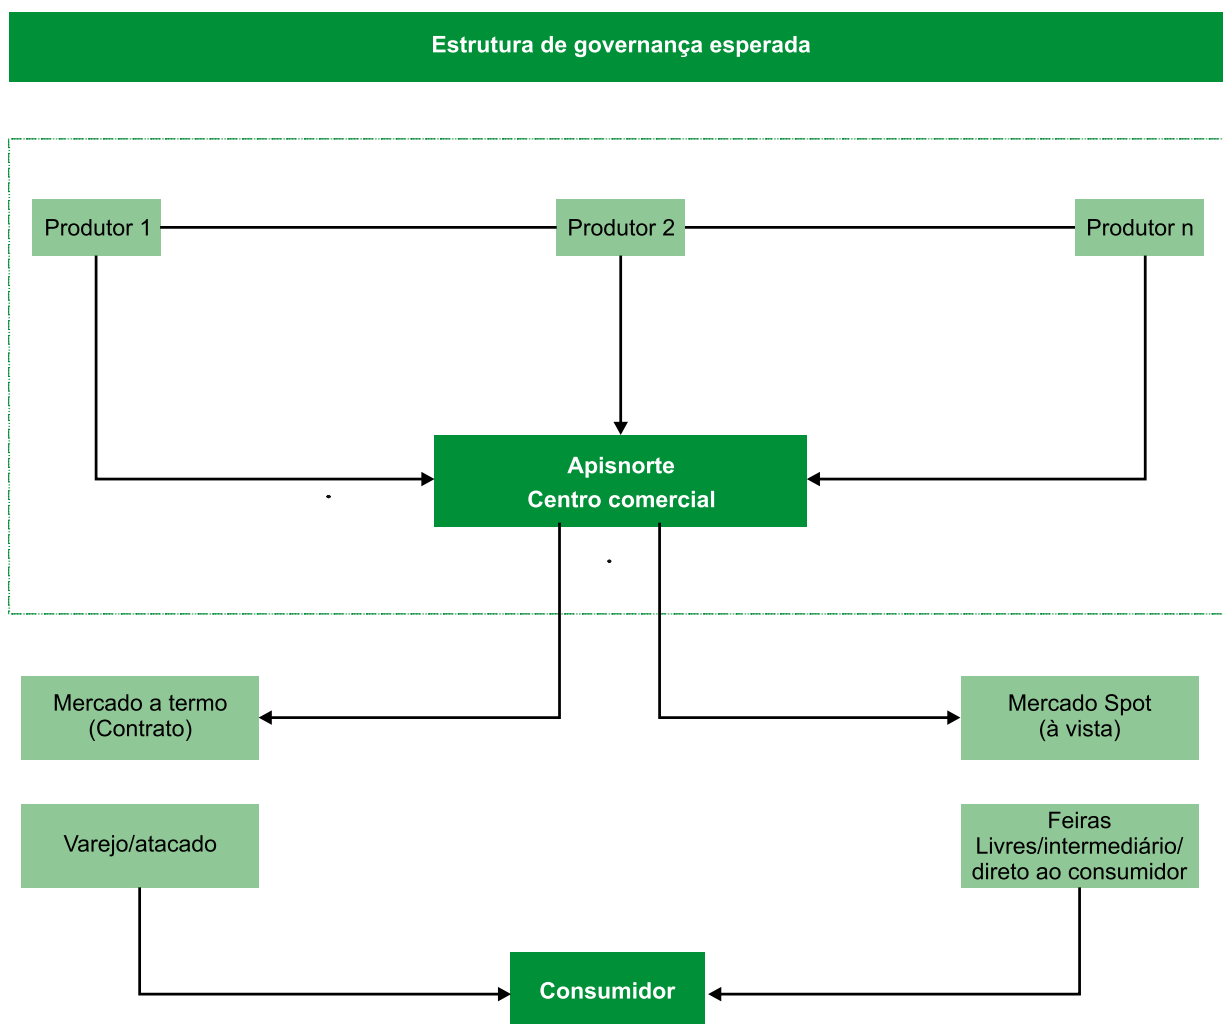 Estrutura de governança esperada
Produtor 1
Produtor 2
Produtor n
Apisnorte
Centro comercial
Mercado a termo
(Contrato)
Mercado Spot
(à vista)
Varejo/atacado
Feiras
Livres/intermediário/
direto ao consumidor
Consumidor